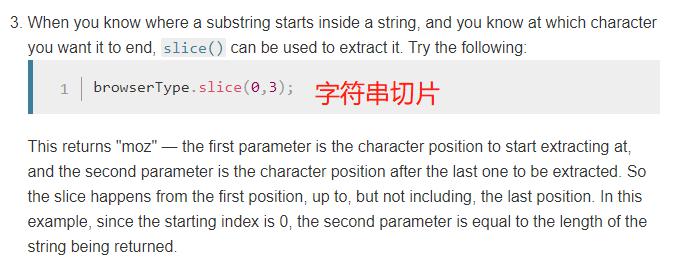 3. When you know where a substring starts inside a string, and you know at which character
you want it to end, slice() can be used to extract it. Try the following:
1 browserType.slice(0,3); 字符串切片
This returns "moz" — the first parameter is the character position to start extracting at,
and the second parameter is the character position after the last one to be extracted. So
the slice happens from the first position, up to, but not including, the last position. In this
example, since the starting index is 0, the second parameter is equal to the length of the
string being returned.